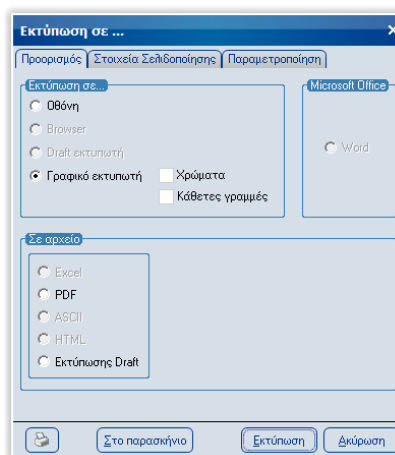 Εκτύπωση σε ...
Προορισμός Στοιχεία Σελιδοποίησης Παραμετροποίηση
Εκτύπωση σε... Microsoft Office
Οθόνη
Browser
Draft εκτυπωτή Word
Γραφικό εκτυπωτή Χρώματα
Κάθετες γραμμές
Σε αρχείο
Excel
PDF
ASCII
HTML
Εκτύπωσης Draft
Στο παρασκήνιο Εκτύπωση Ακύρωση